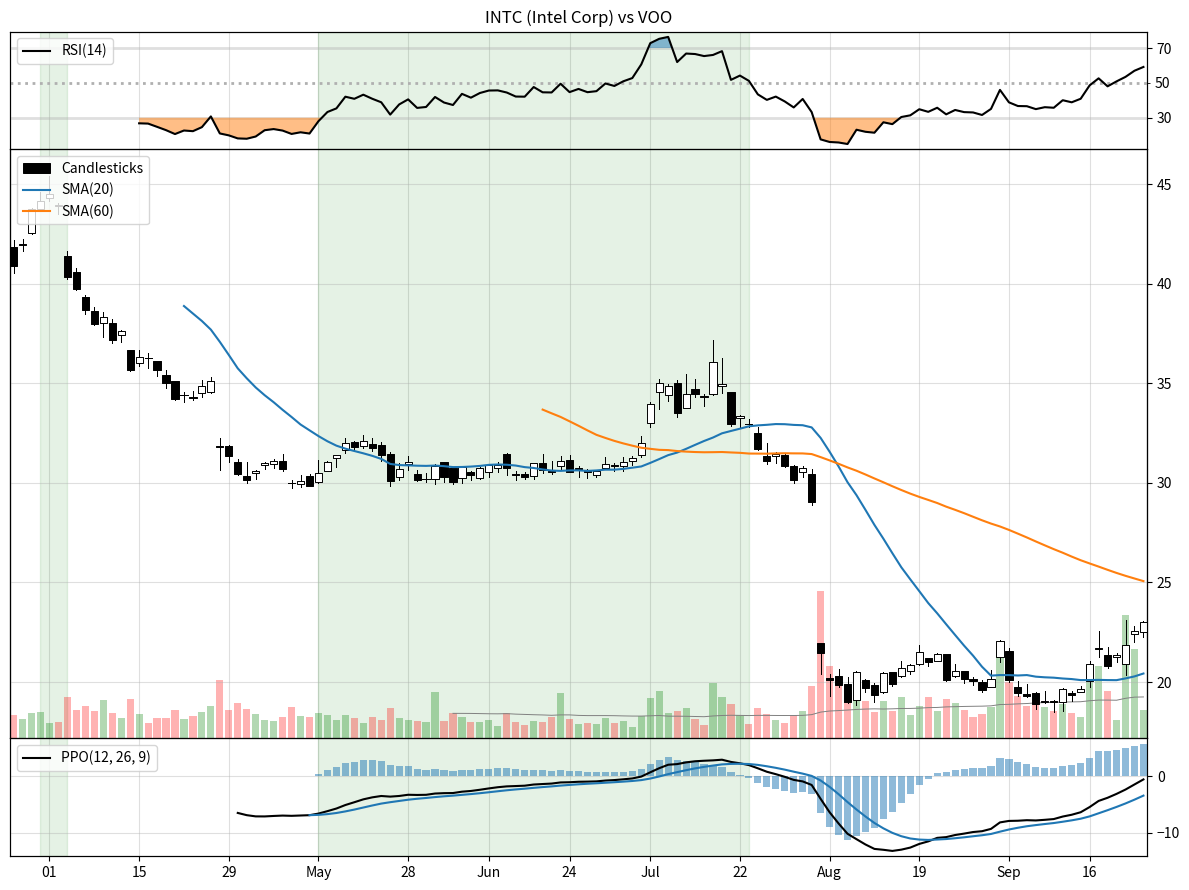 INTC (Intel Corp) vs VOO
RSI(14)
70
50
30
Candlesticks
SMA(20)
SMA(60)
45
40
35
30
25
20
PPO(12, 26, 9)
0
−10
01 15 29 May 28 Jun 24 Jul 22 Aug 19 Sep 16